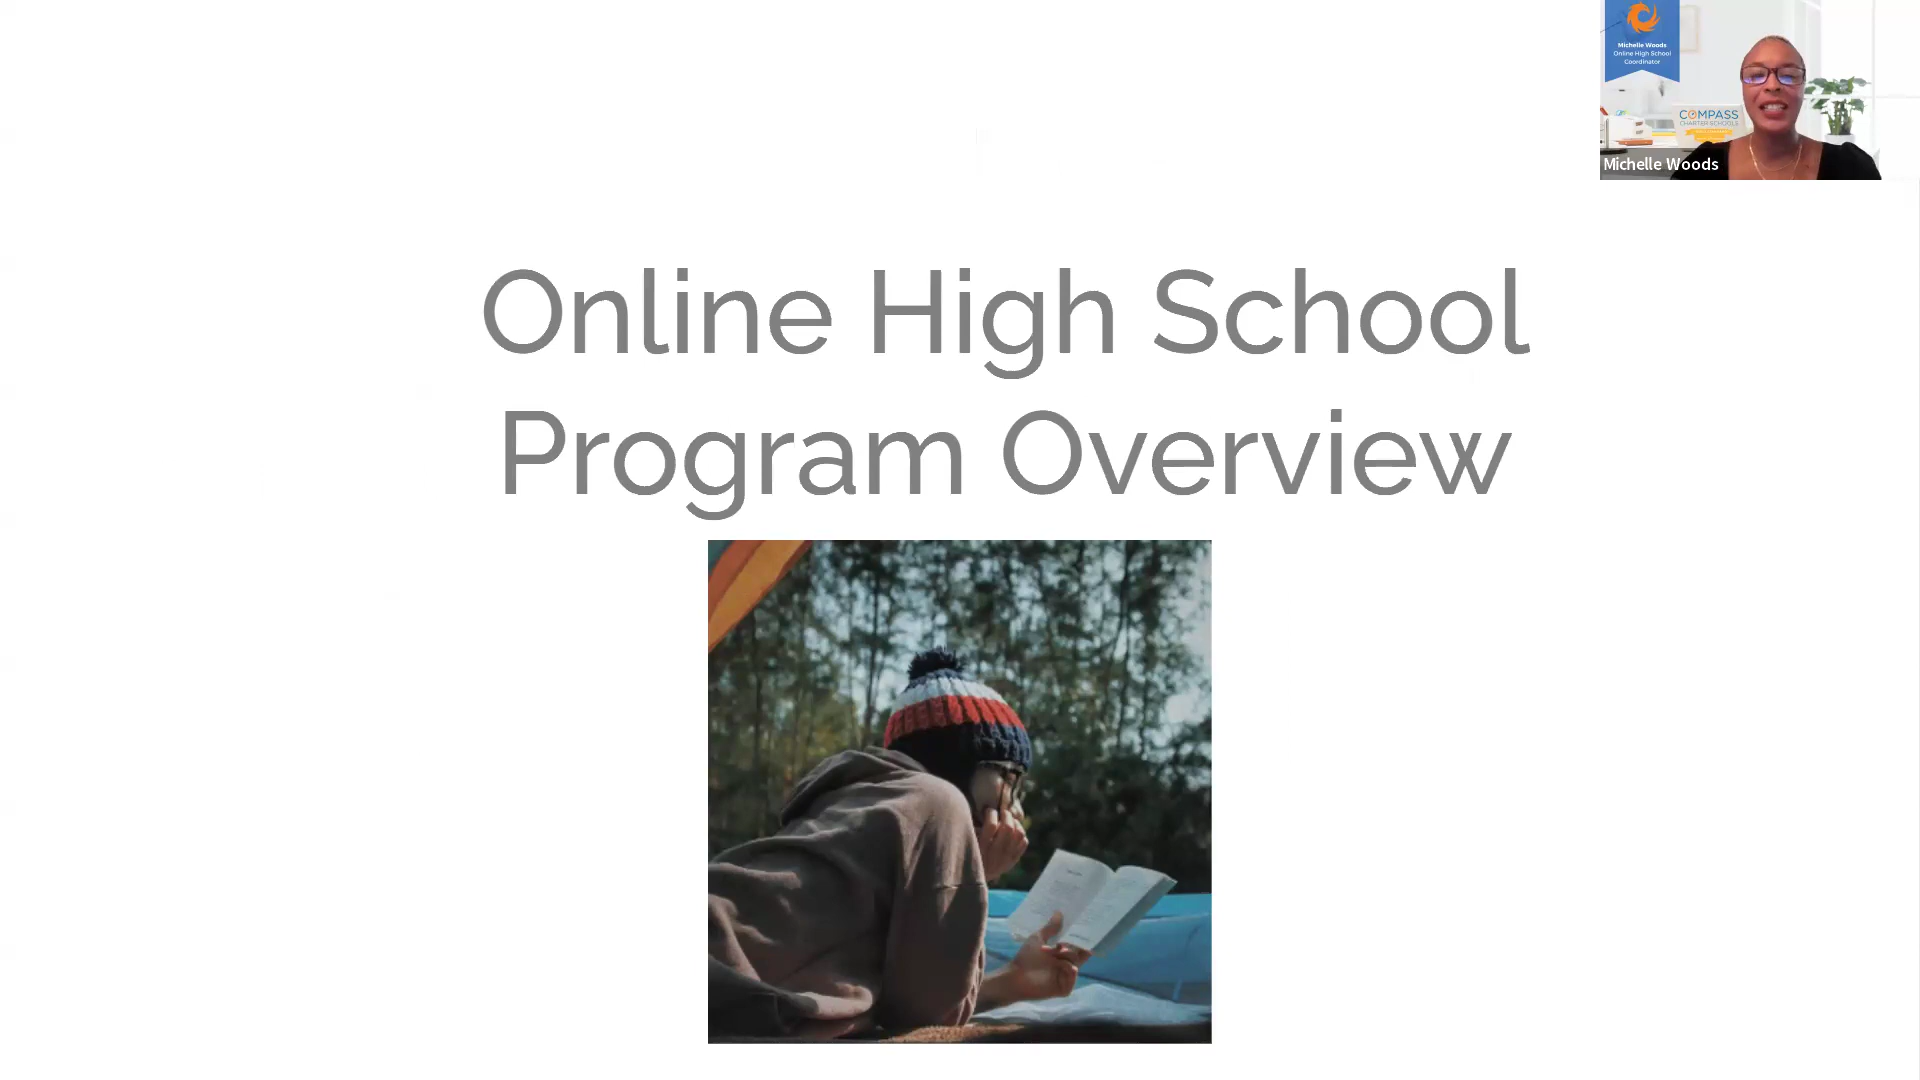 Michelle Woods
Online High School
Coordinator
COMPASS
CHARTER SCHOOLS
Michelle Woods
Online High School
Program Overview